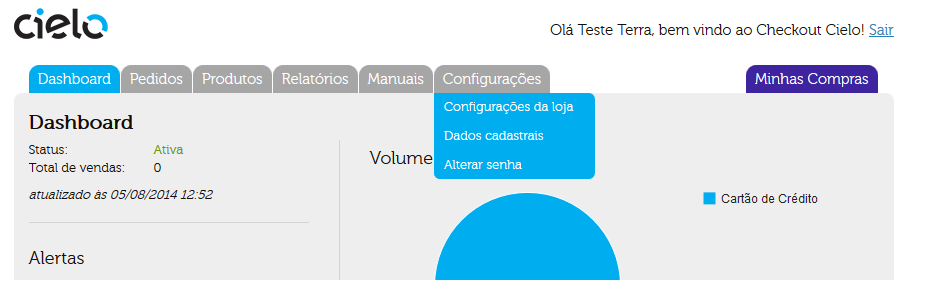 cielo
Olá Teste Terra, bem vindo ao Checkout Cielo! Sair
Dashboard Pedidos Produtos Relatórios Manuais Configurações Minhas Compras
Configurações da loja
Dados cadastrais
Alterar senha
Dashboard
Status: Ativa
Total de vendas: 0
atualizado às 05/08/2014 12:52
Alertas
Volume
Cartão de Crédito